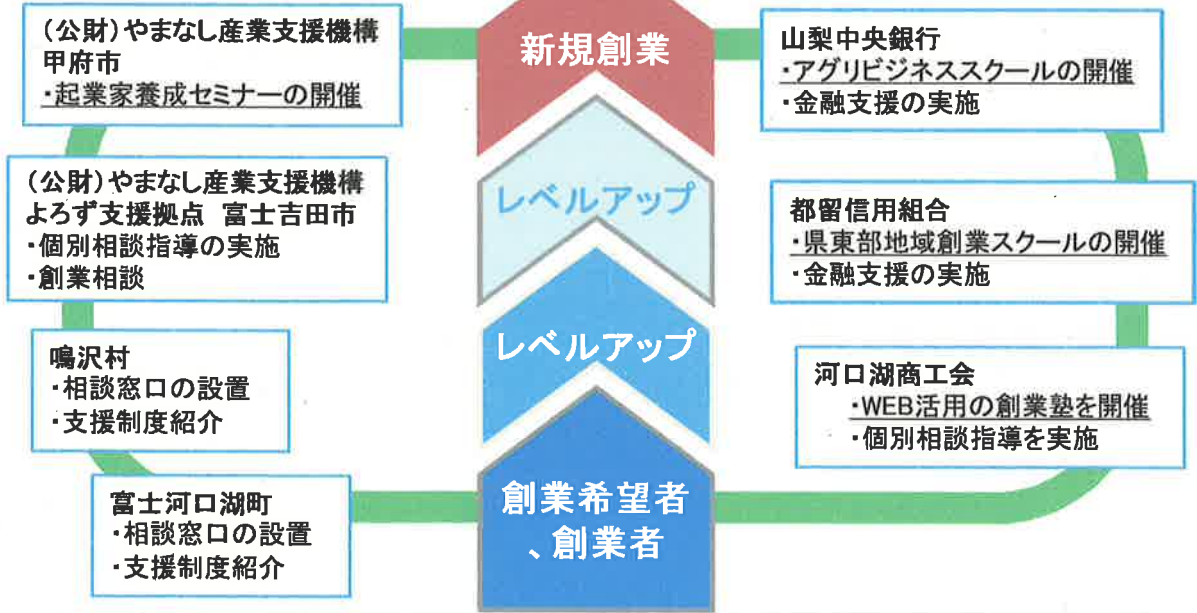 (公財)やまなし産業支援機構
甲府市
・起業家養成セミナーの開催
(公財)やまなし産業支援機構
よろず支援拠点 富士吉田市
・個別相談指導の実施
・創業相談
鳴沢村
・相談窓口の設置
・支援制度紹介
富士河口湖町
・相談窓口の設置
・支援制度紹介
新規創業
レベルアップ
レベルアップ
創業希望者
、創業者
山梨中央銀行
・アグリビジネススクールの開催
・金融支援の実施
都留信用組合
・県東部地域創業スクールの開催
・金融支援の実施
河口湖商工会
・WEB活用の創業塾を開催
・個別相談指導を実施